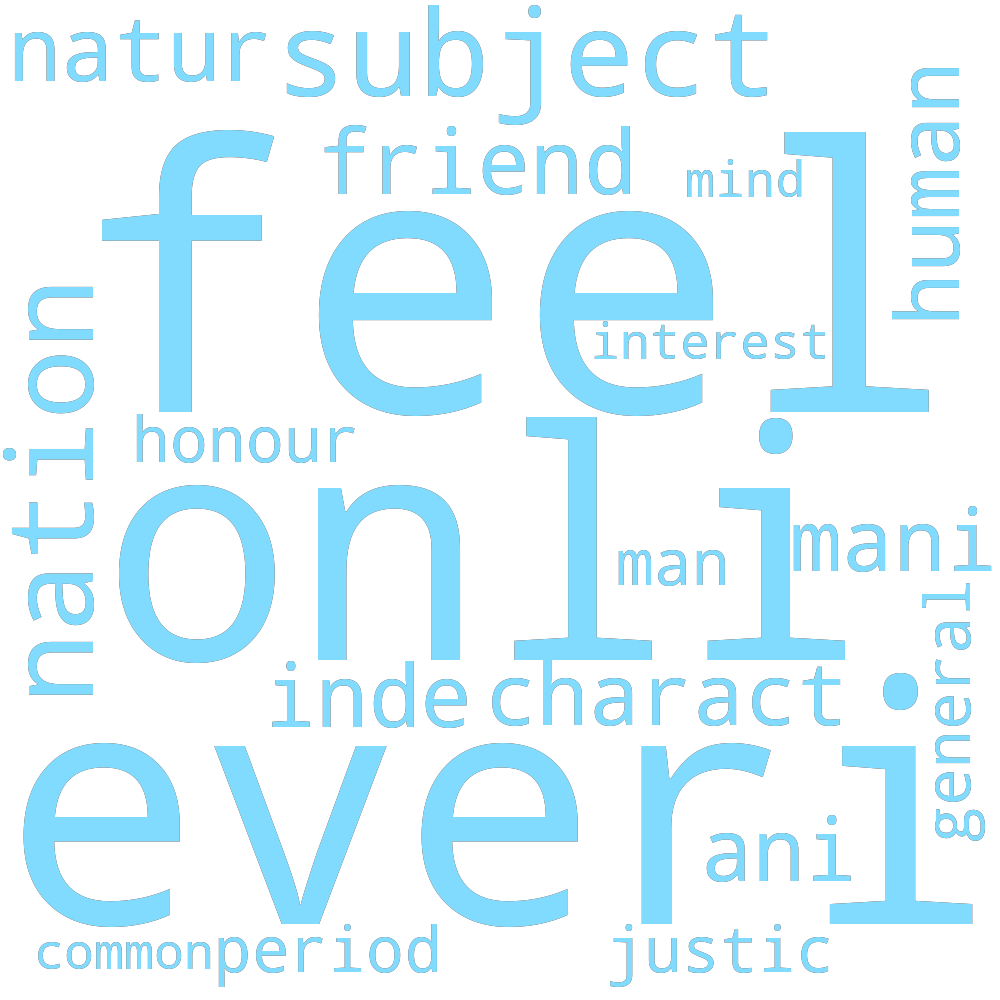 natur
subject
human
friend
mind
feel
interest
nation
honour
onli
man
mani
general
inde
charact
everi
ani
common
period
justic